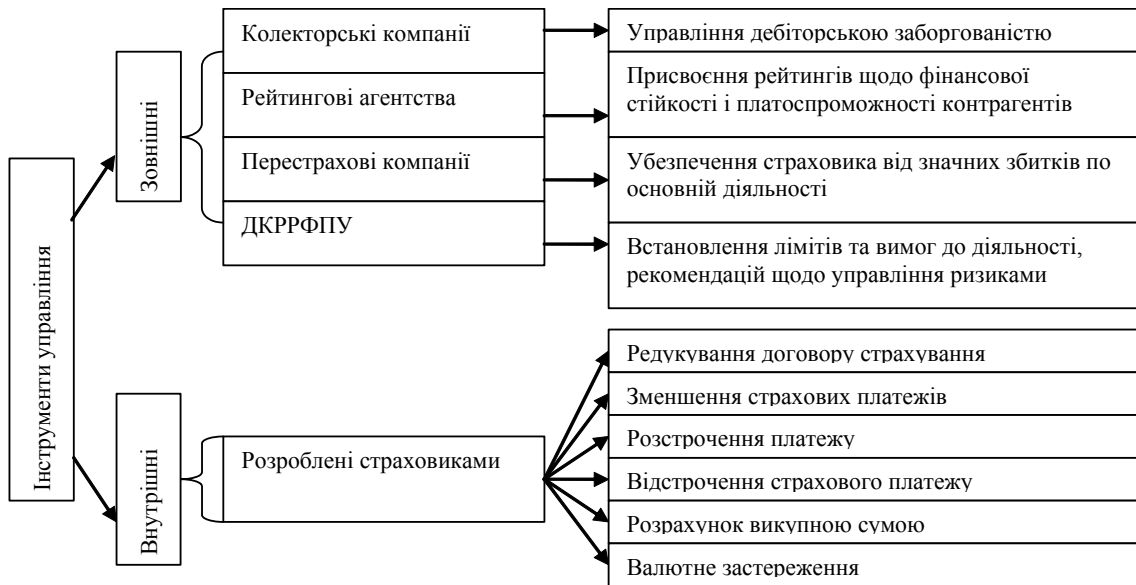 Інструменти управління
Зовнішні
Колекторські компанії
Управління дебіторською заборгованістю
Рейтингові агентства
Присвоєння рейтингів щодо фінансової
стійкості і платоспроможності контрагентів
Перестрахові компанії
Убезпечення страховика від значних збитків по
основній діяльності
ДКРРФПУ
Встановлення лімітів та вимог до діяльності,
рекомендацій щодо управління ризиками
Внутрішні
Розроблені страховиками
Редукування договору страхування
Зменшення страхових платежів
Розстрочення платежу
Відстрочення страхового платежу
Розрахунок викупною сумою
Валютне застереження